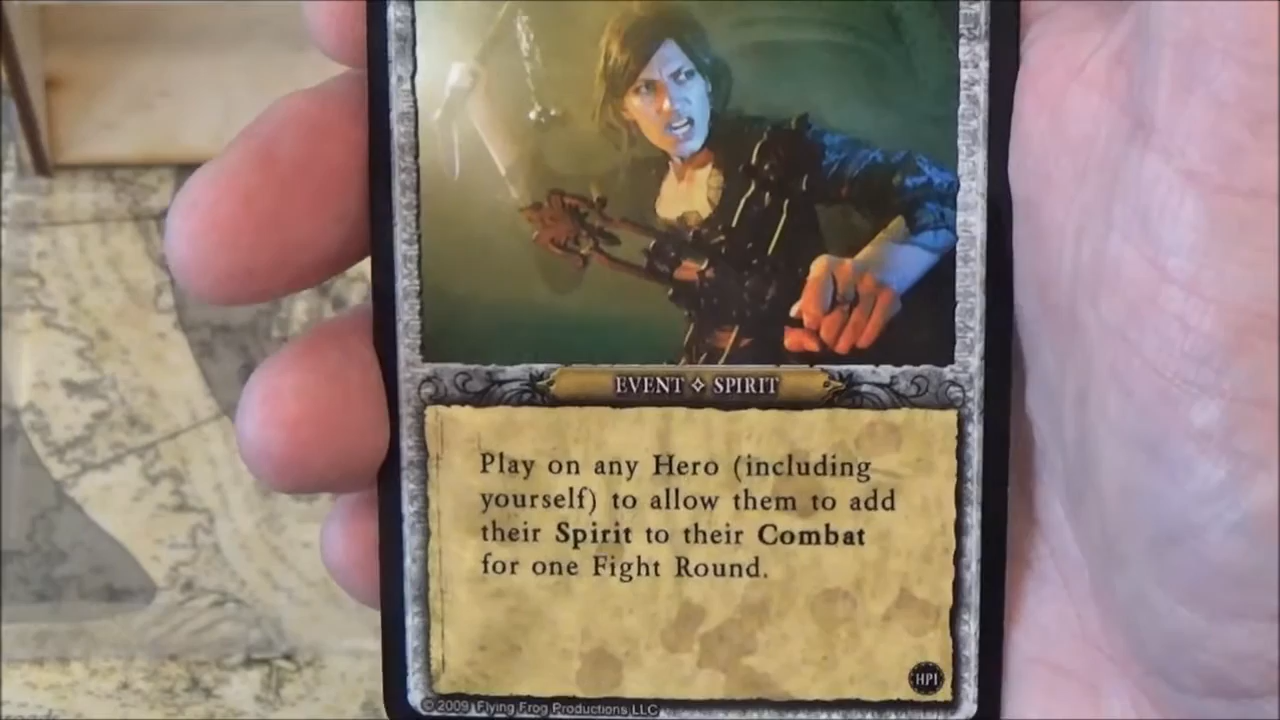 EVENT ✧ SPIRIT
Play on any Hero (including
yourself) to allow them to add
their Spirit to their Combat
for one Fight Round.
HP1
© 2009 Flying Frog Productions LLC